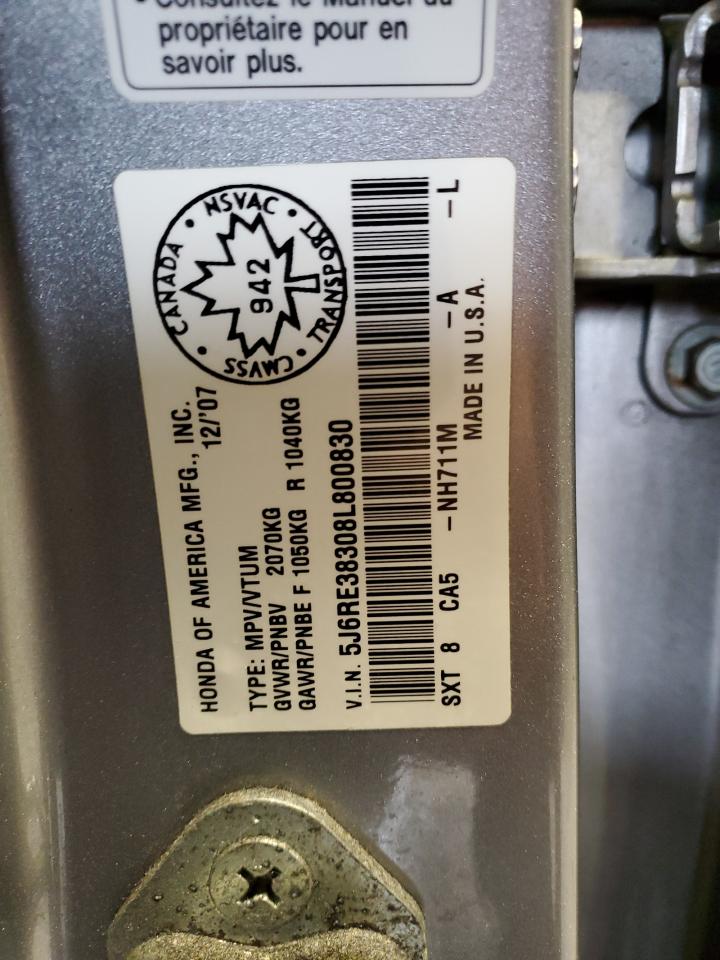 propriétaire pour en
savoir plus.
HONDA OF AMERICA MFG., INC.
12/'07
TYPE: MPV/VTUM
GVWR/PNBV 2070KG
GAWR/PNBE F 1050KG R 1040KG
V.I.N. 5J6RE38308L800830
SXT 8 CA5 -NH711M -A -L
MADE IN U.S.A.
CANADA • NSVAC • TRANSPORT • CMVSS •
942